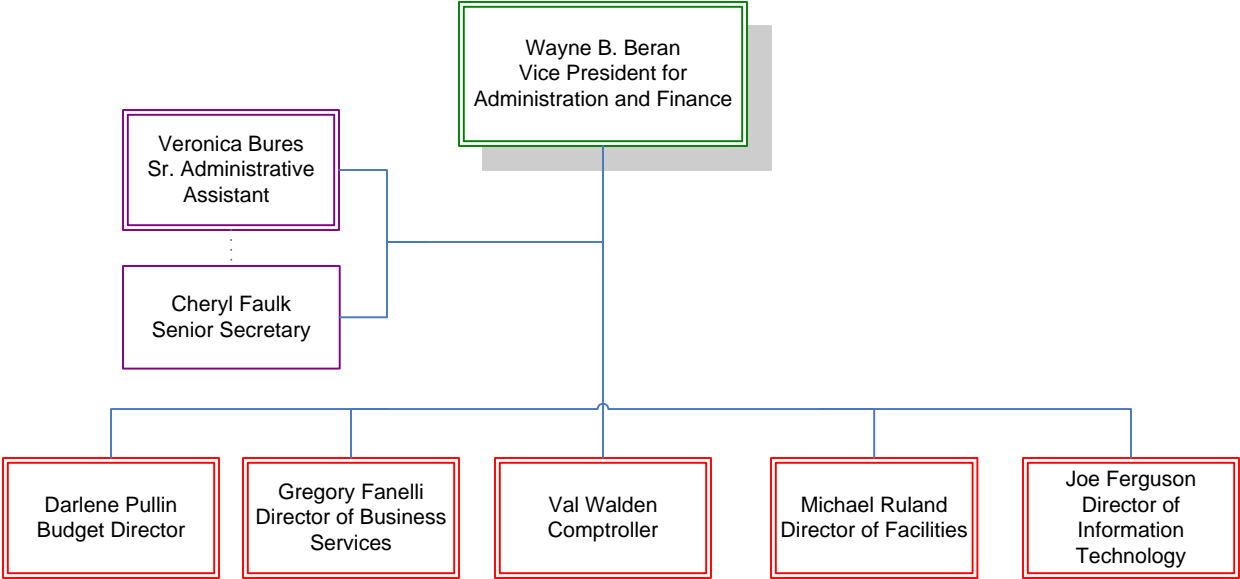 Wayne B. Beran
Vice President for
Administration and Finance
Veronica Bures
Sr. Administrative
Assistant
Cheryl Faulk
Senior Secretary
Darlene Pullin
Budget Director
Gregory Fanelli
Director of Business
Services
Val Walden
Comptroller
Michael Ruland
Director of Facilities
Joe Ferguson
Director of
Information
Technology